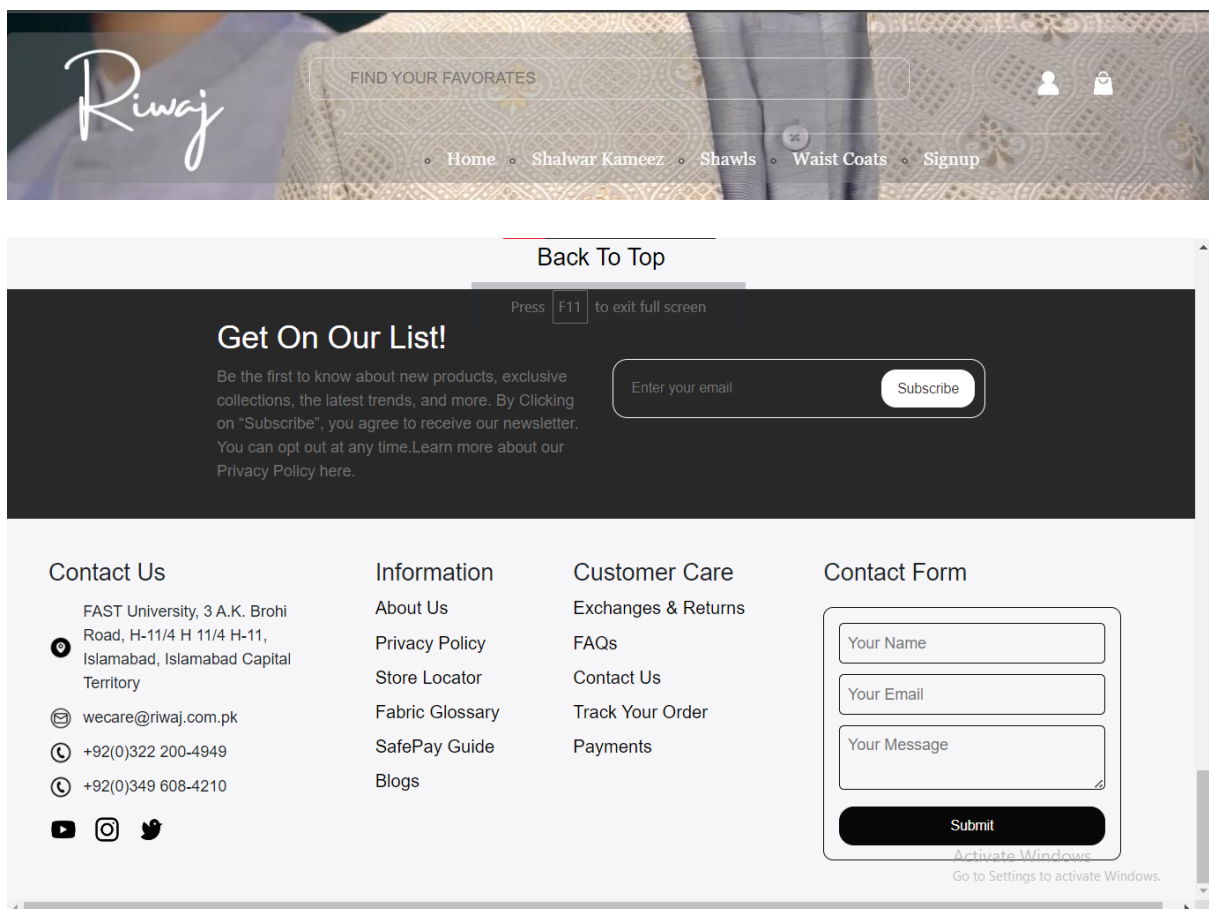 Riwaj
FIND YOUR FAVORATES
Home Shalwar Kameez Shawls Waist Coats Signup
Back To Top
Press F11 to exit full screen
Get On Our List!
Be the first to know about new products, exclusive
collections, the latest trends, and more. By Clicking
on “Subscribe”, you agree to receive our newsletter.
You can opt out at any time.Learn more about our
Privacy Policy here.
Enter your email
Subscribe
Contact Us
FAST University, 3 A.K. Brohi
Road, H-11/4 H 11/4 H-11,
Islamabad, Islamabad Capital
Territory
wecare@riwaj.com.pk
+92(0)322 200-4949
+92(0)349 608-4210
Information
About Us
Privacy Policy
Store Locator
Fabric Glossary
SafePay Guide
Blogs
Customer Care
Exchanges & Returns
FAQs
Contact Us
Track Your Order
Payments
Contact Form
Your Name
Your Email
Your Message
Submit
Activate Windows
Go to Settings to activate Windows.